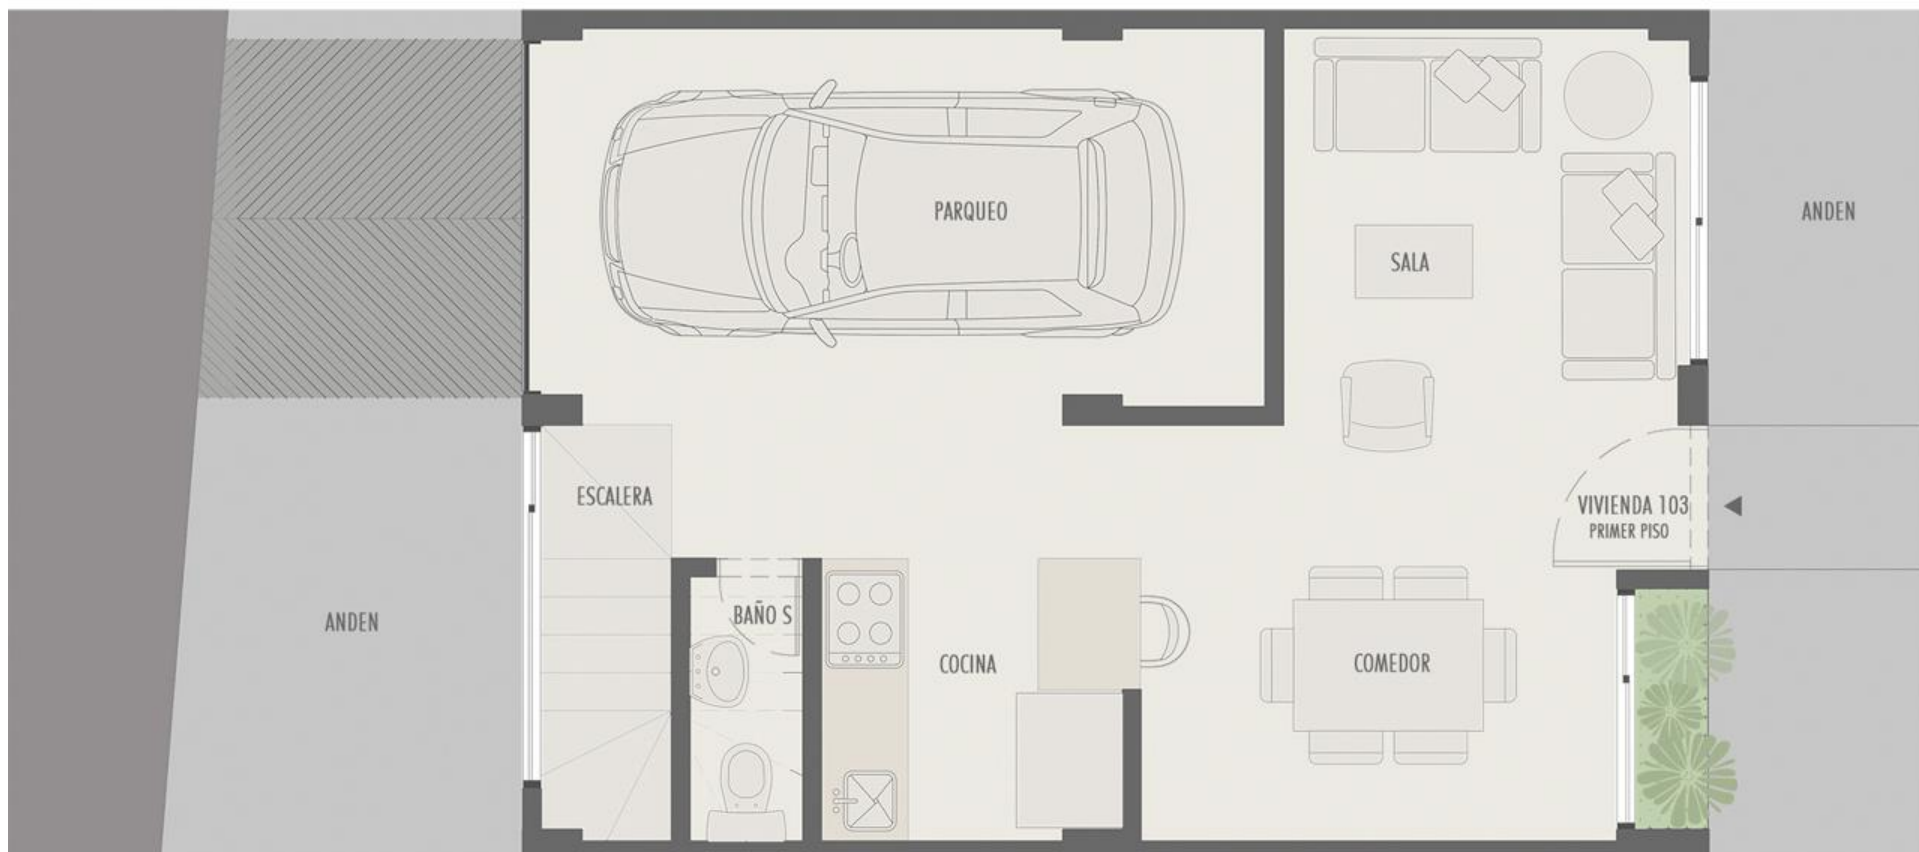 PARQUEO
ANDEN
SALA
ESCALERA
VIVIENDA 103
PRIMER PISO
BAÑO S
ANDEN
COCINA
COMEDOR